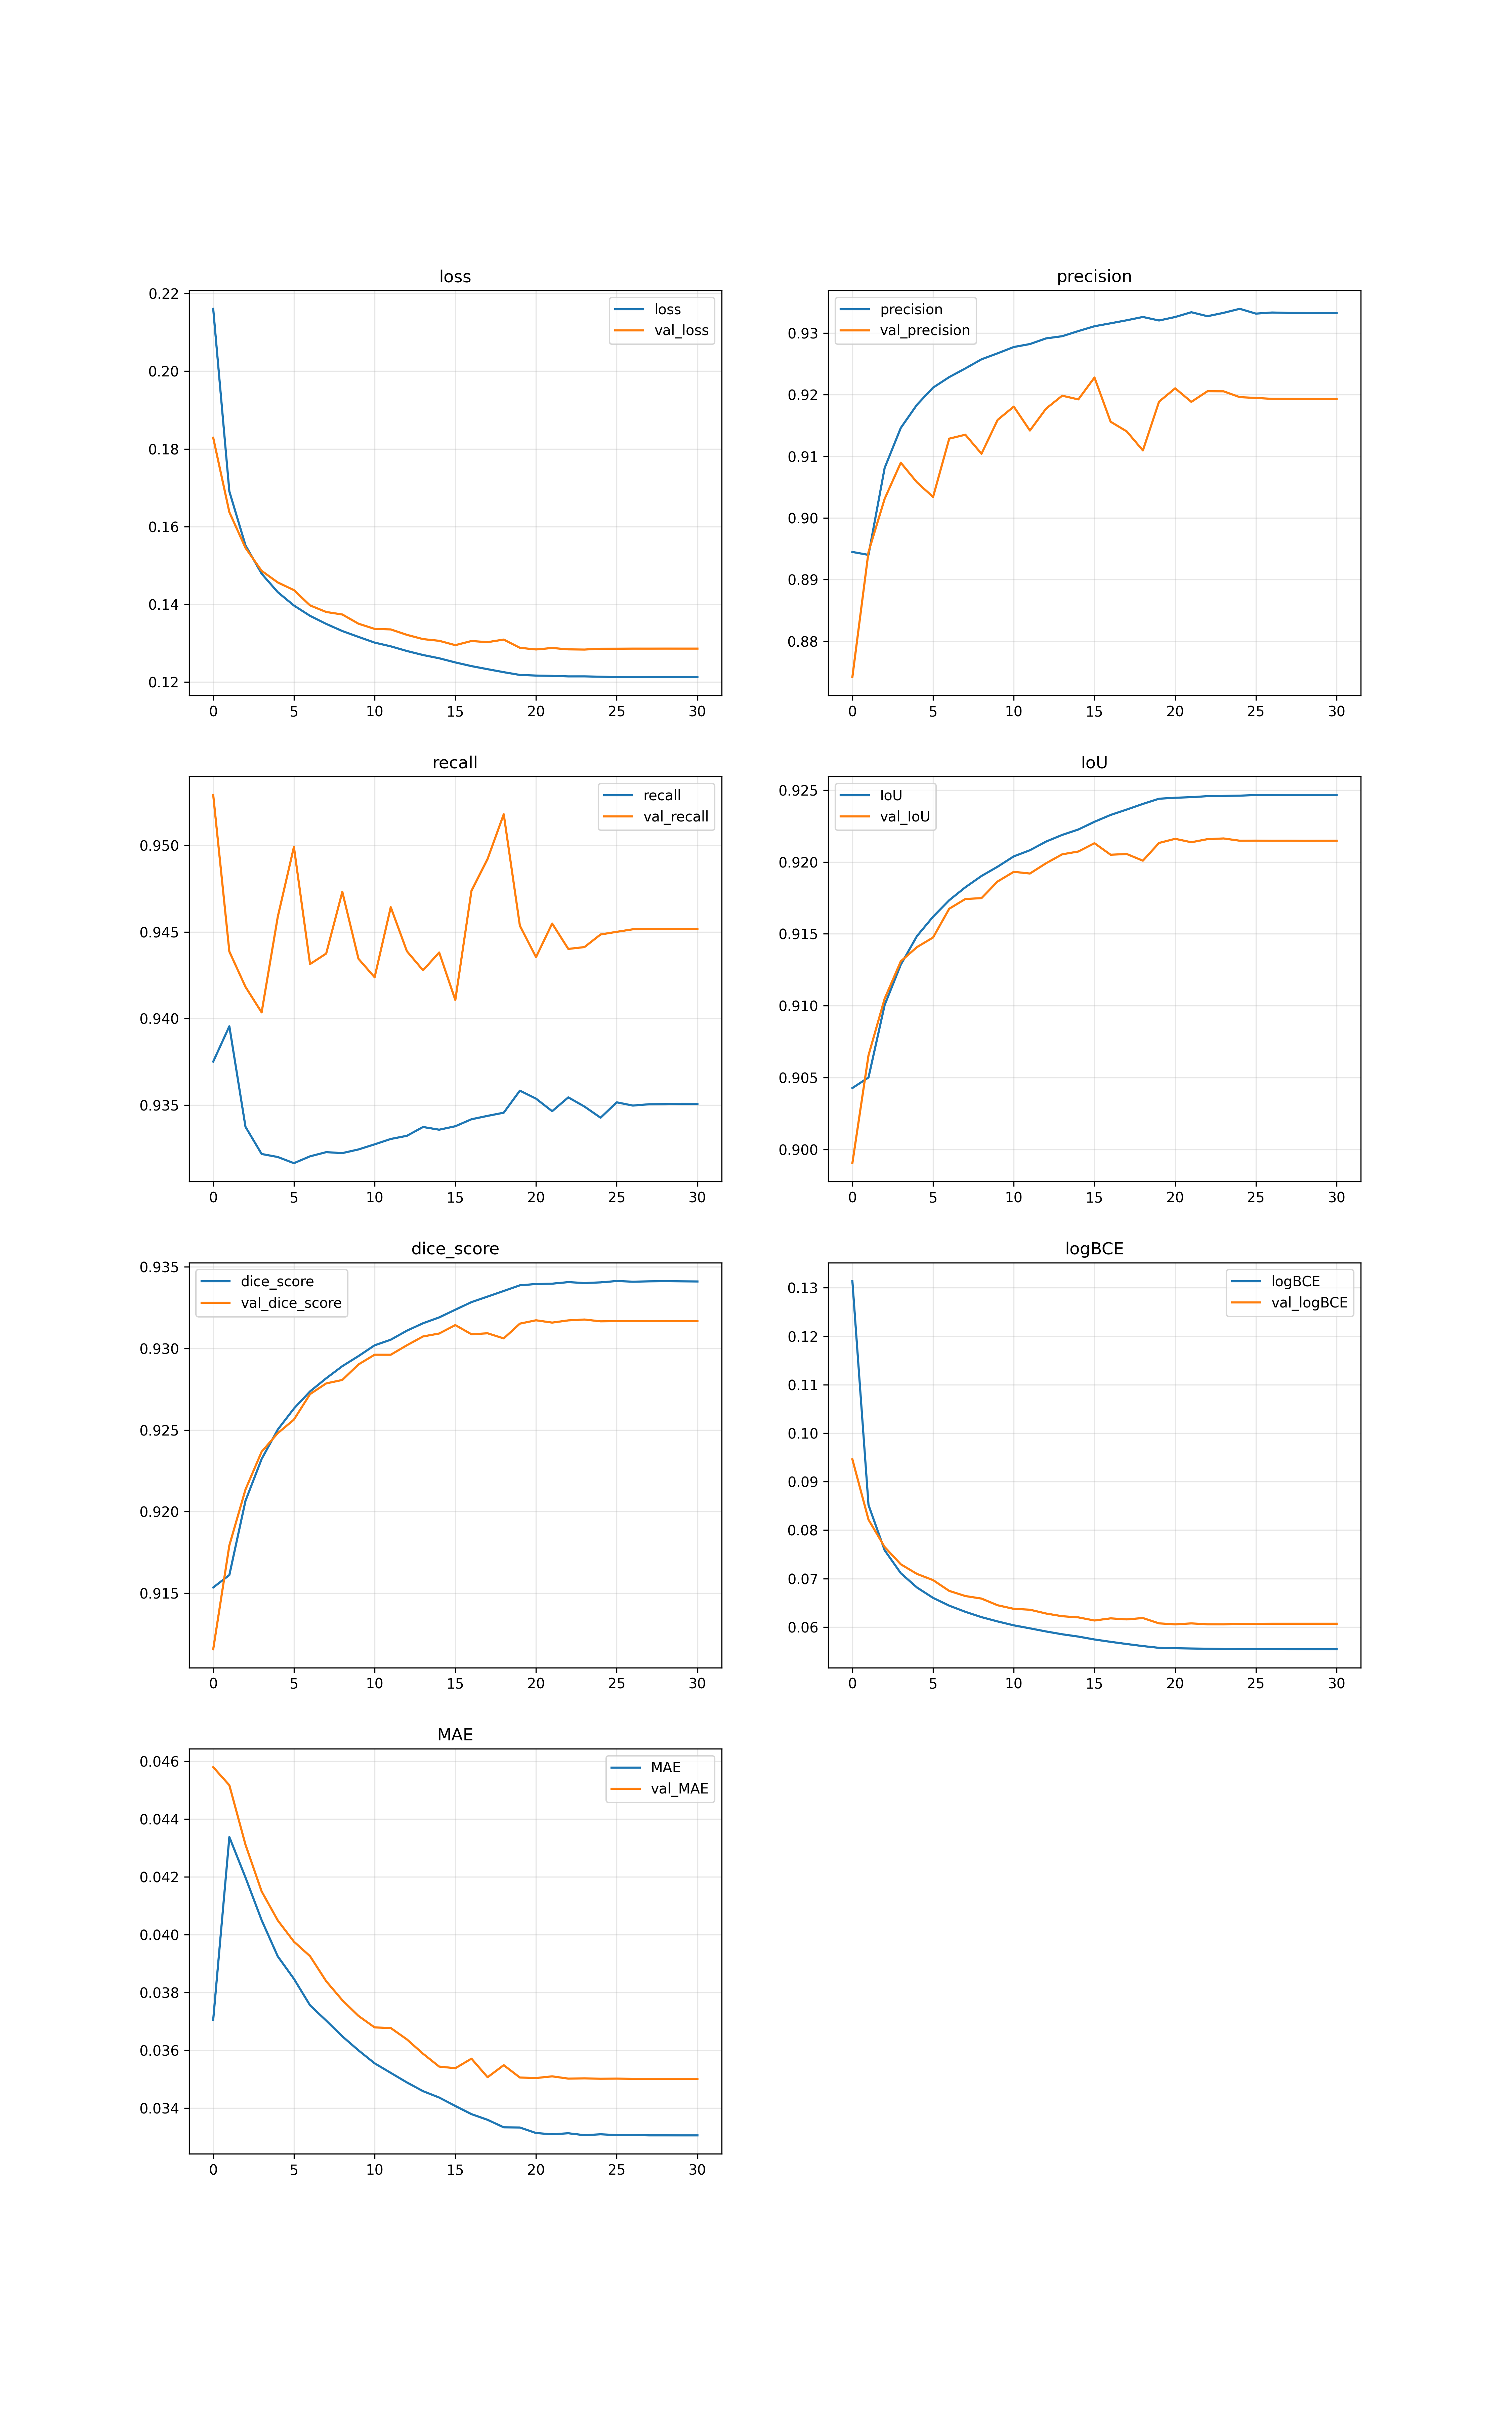 loss
0.22
0.20
0.18
0.16
0.14
0.12
0 5 10 15 20 25 30
loss
val_loss
precision
0.93
0.92
0.91
0.90
0.89
0.88
0 5 10 15 20 25 30
precision
val_precision
recall
0.950
0.945
0.940
0.935
0 5 10 15 20 25 30
recall
val_recall
IoU
0.925
0.920
0.915
0.910
0.905
0.900
0 5 10 15 20 25 30
IoU
val_IoU
dice_score
0.935
0.930
0.925
0.920
0.915
0 5 10 15 20 25 30
dice_score
val_dice_score
logBCE
0.13
0.12
0.11
0.10
0.09
0.08
0.07
0.06
0 5 10 15 20 25 30
logBCE
val_logBCE
MAE
0.046
0.044
0.042
0.040
0.038
0.036
0.034
0 5 10 15 20 25 30
MAE
val_MAE